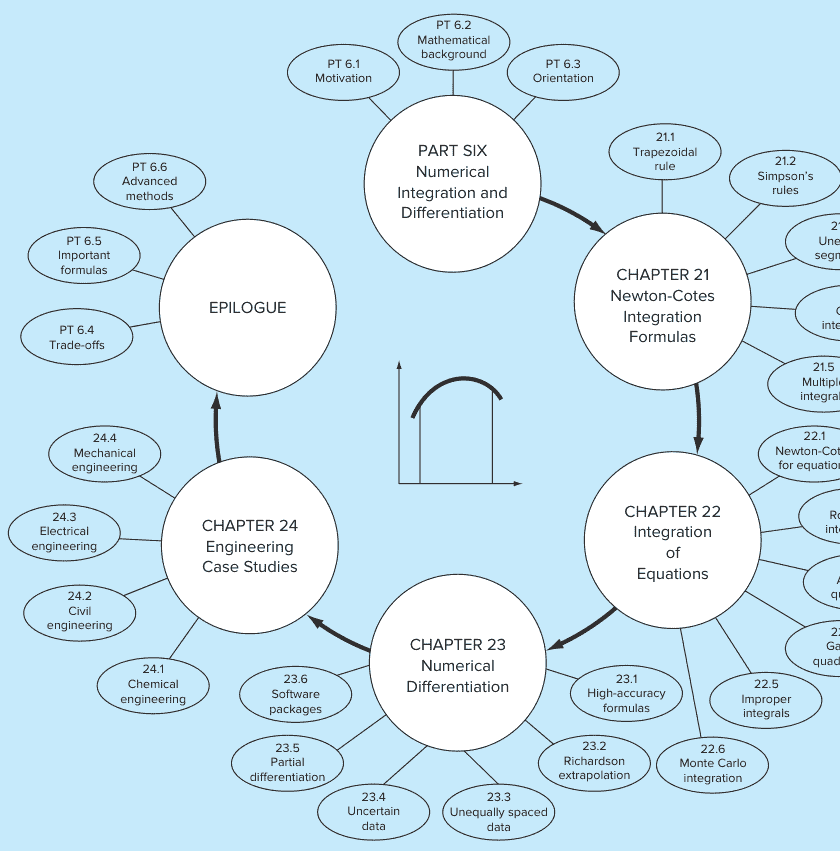 PT 6.2
Mathematical
background
PT 6.1
Motivation
PT 6.3
Orientation
PART SIX
Numerical
Integration and
Differentiation
21.1
Trapezoidal
rule
21.2
Simpson's
rules
CHAPTER 21
Newton-Cotes
Integration
Formulas
21.5
22.1
for
CHAPTER 22
Integration
of
Equations
22.5
Improper
integrals
22.6
Monte Carlo
integration
CHAPTER 23
Numerical
Differentiation
23.1
High-accuracy
formulas
23.2
Richardson
extrapolation
23.3
Unequally spaced
data
23.4
Uncertain
data
23.5
Partial
differentiation
23.6
Software
packages
CHAPTER 24
Engineering
Case Studies
24.1
Chemical
engineering
24.2
Civil
engineering
24.3
Electrical
engineering
24.4
Mechanical
engineering
EPILOGUE
PT 6.4
Trade-offs
PT 6.5
Important
formulas
PT 6.6
Advanced
methods